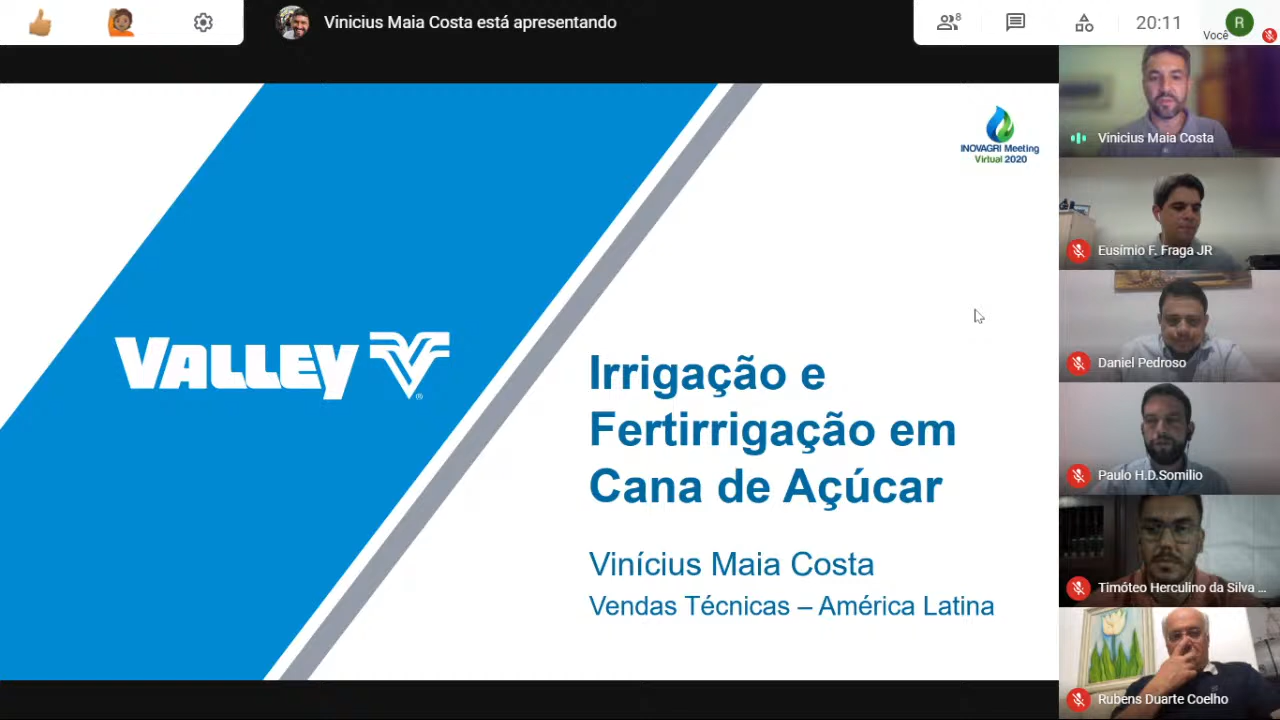 Vinicius Maia Costa está apresentando
8
20:11
Você
R
INOVAGRI Meeting
Virtual 2020
VALLEY
®
Irrigação e
Fertirrigação em
Cana de Açúcar
Vinícius Maia Costa
Vendas Técnicas – América Latina
Vinicius Maia Costa
Eusímio F. Fraga JR
Daniel Pedroso
Paulo H.D.Somilio
Timóteo Herculino da Silva ...
Rubens Duarte Coelho